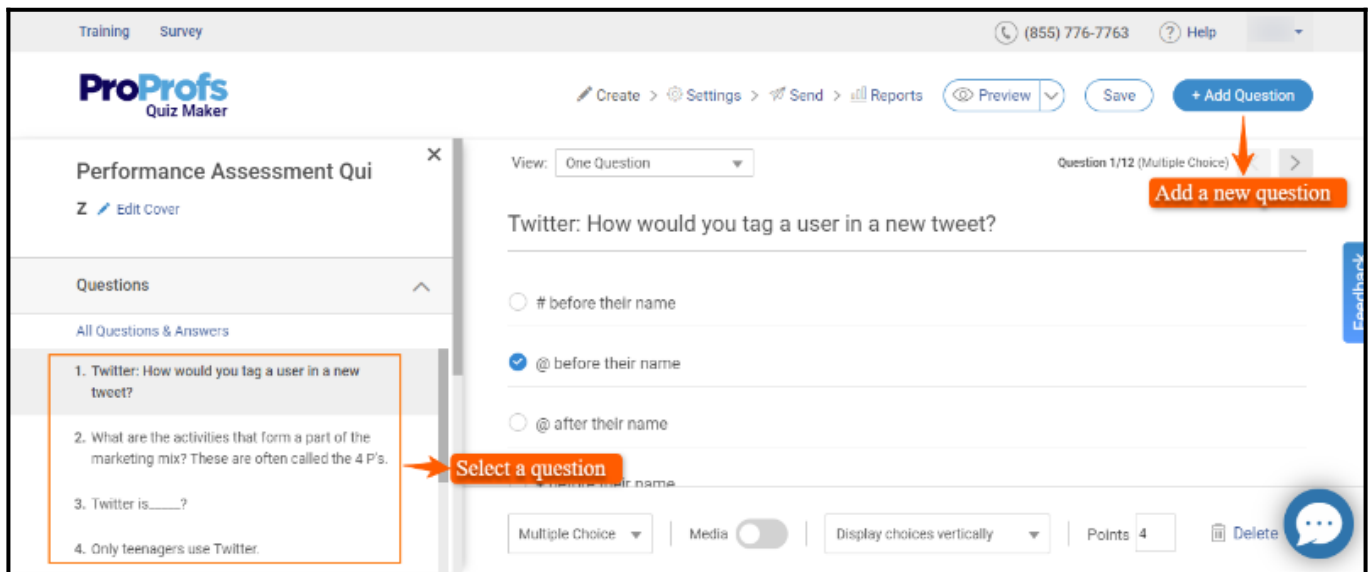 Training Survey (855) 776-7763 ? Help
ProProfs
Quiz Maker
Create > Settings > Send > Reports Preview Save + Add Question
Performance Assessment Qui
Z Edit Cover
Questions
All Questions & Answers
1. Twitter: How would you tag a user in a new
tweet?
2. What are the activities that form a part of the
marketing mix? These are often called the 4 P's.
3. Twitter is____?
4. Only teenagers use Twitter.
Select a question
View: One Question Question 1/12 (Multiple Choice)
Add a new question
Twitter: How would you tag a user in a new tweet?
# before their name
@ before their name
@ after their name
before their name
Multiple Choice Media Display choices vertically Points 4 Delete
Feedback